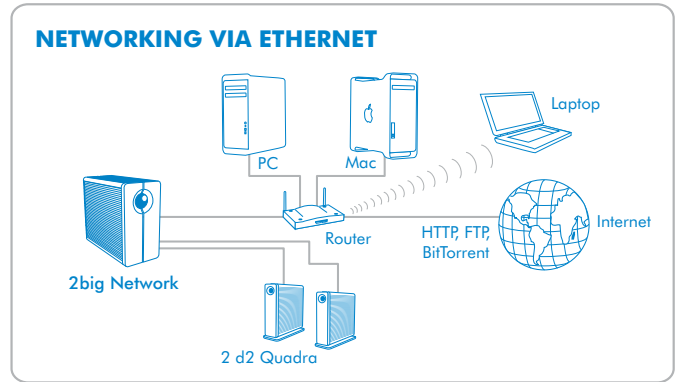 NETWORKING VIA ETHERNET
PC
Mac
Laptop
Router
HTTP, FTP,
BitTorrent
Internet
2big Network
2 d2 Quadra